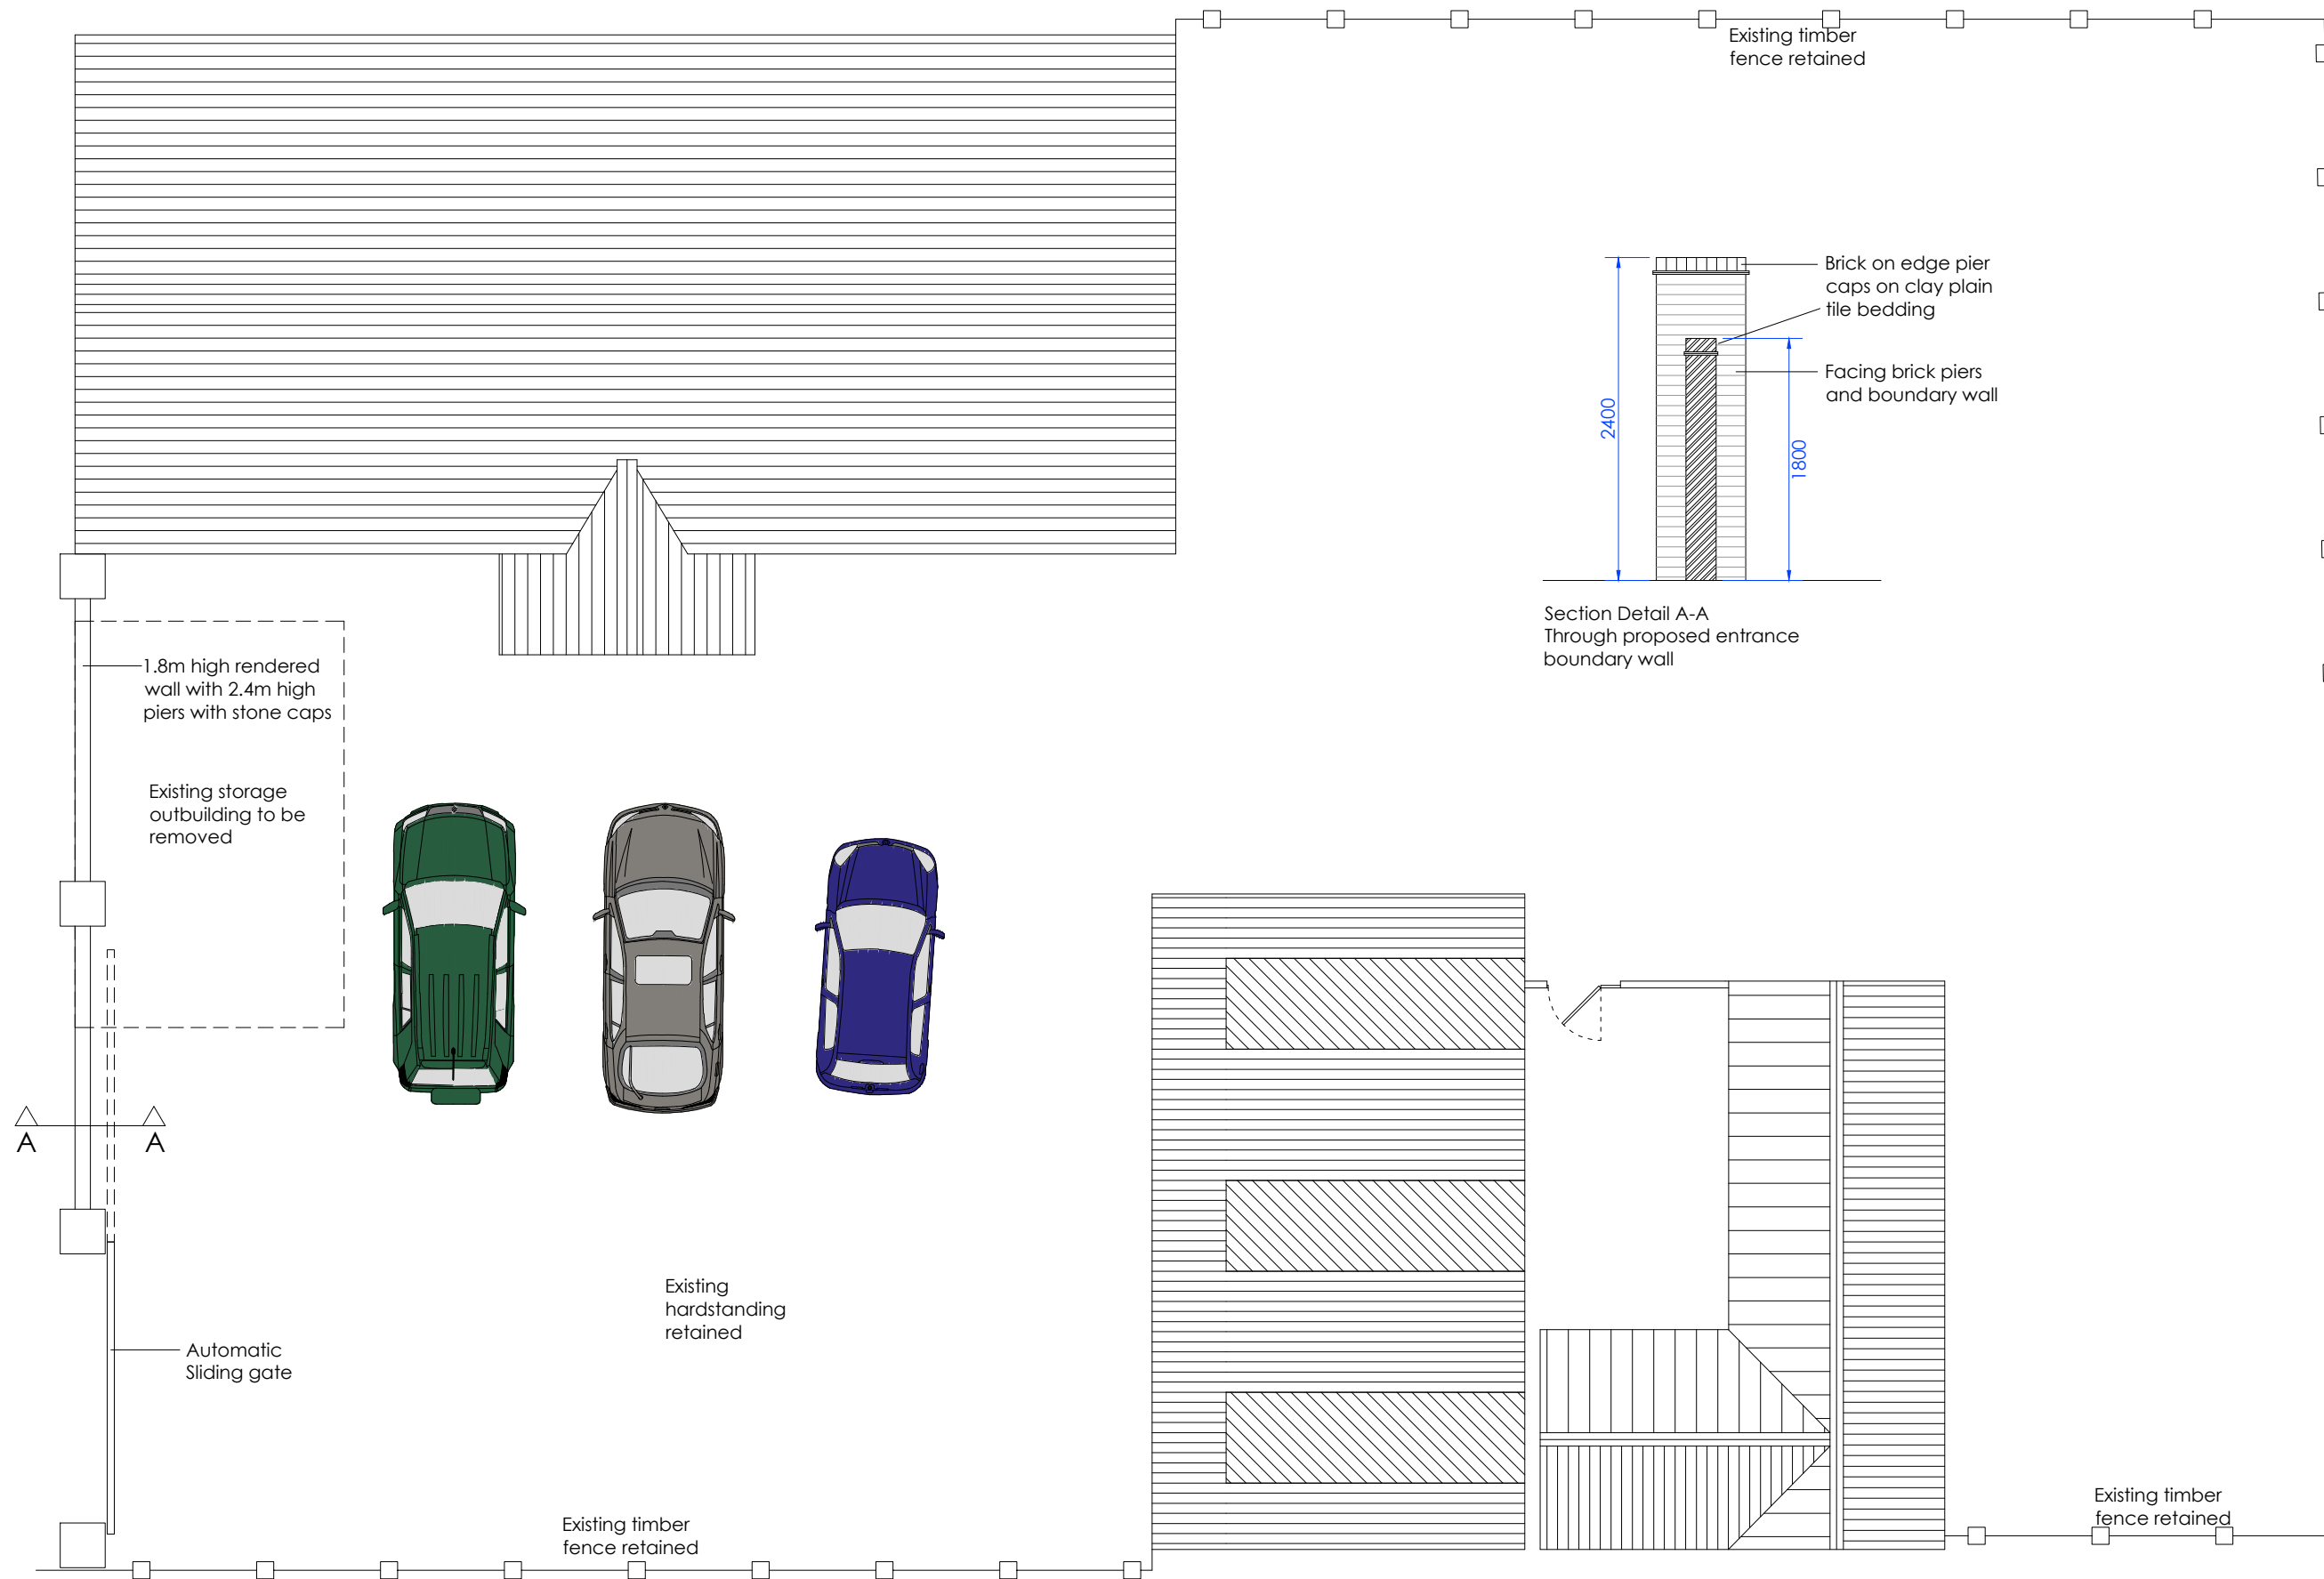 Existing timber
fence retained
Brick on edge pier
caps on clay plain
tile bedding
Facing brick piers
and boundary wall
2400
1800
Section Detail A-A
Through proposed entrance
boundary wall
1.8m high rendered
wall with 2.4m high
piers with stone caps
Existing storage
outbuilding to be
removed
A
A
Existing
hardstanding
retained
Automatic
Sliding gate
Existing timber
fence retained
Existing timber
fence retained